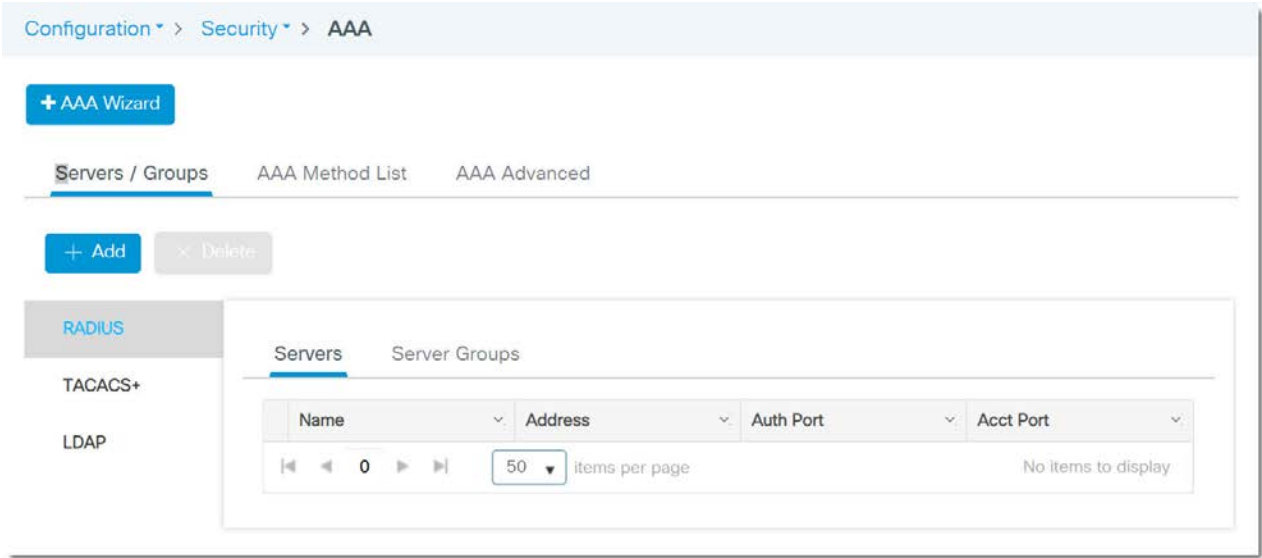 Configuration > Security > AAA
+ AAA Wizard
Servers / Groups AAA Method List AAA Advanced
+ Add × Delete
RADIUS
TACACS+
LDAP
Servers Server Groups
Name Address Auth Port Acct Port
0 50 items per page No items to display